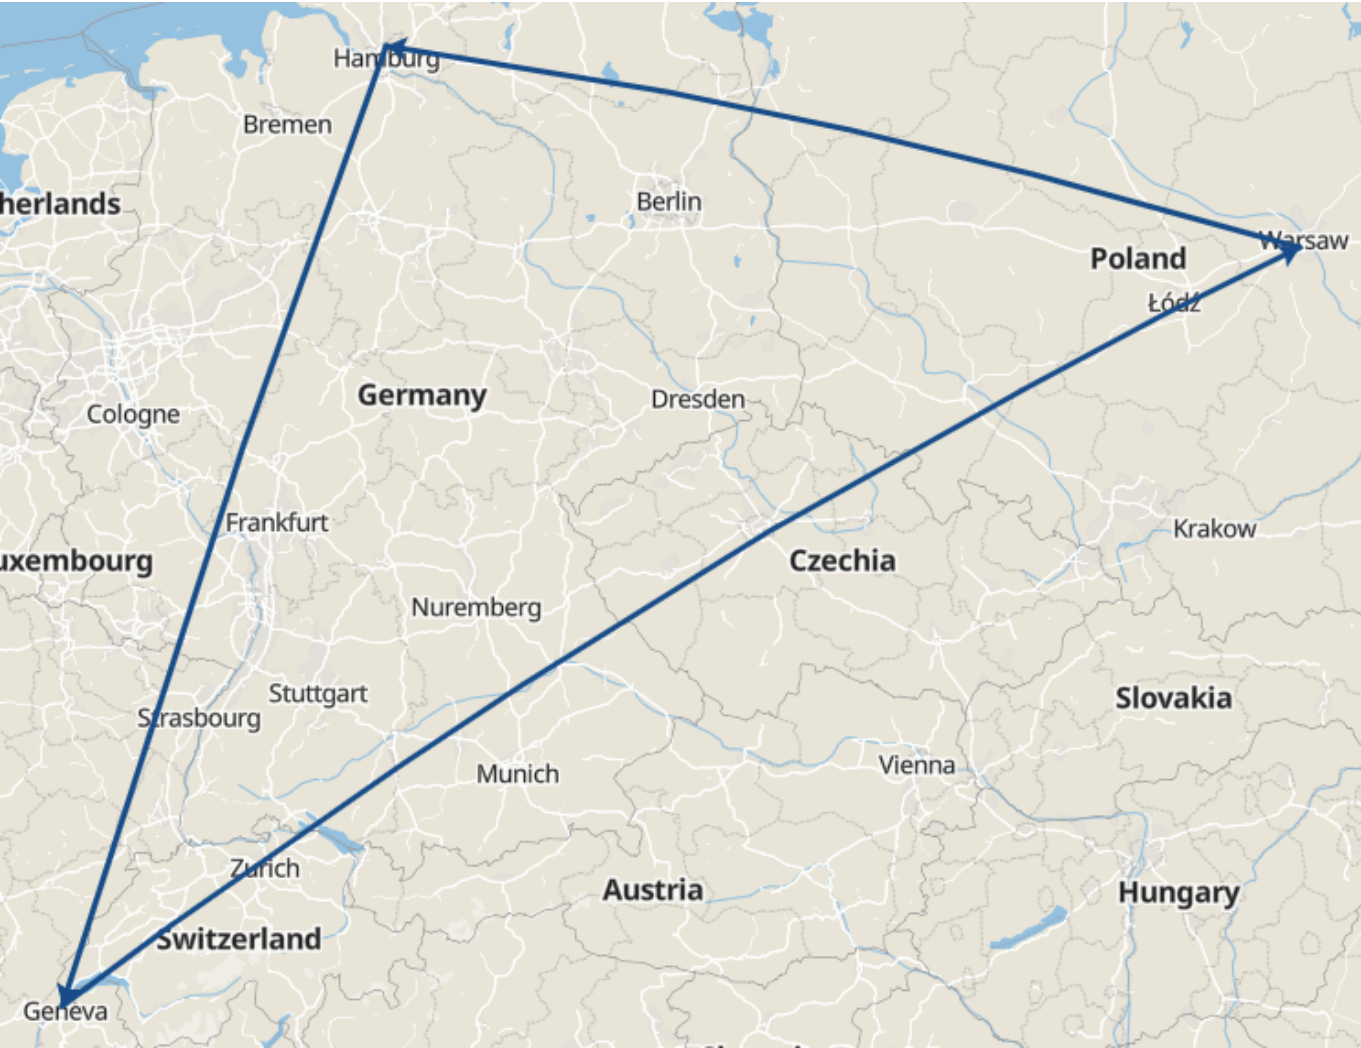 Hamburg
Bremen
herlands
Berlin
Warsaw
Poland
Łódź
Germany
Dresden
Cologne
Frankfurt
Krakow
uxembourg
Czechia
Nuremberg
Stuttgart
Slovakia
Strasbourg
Munich
Vienna
Zurich
Austria
Hungary
Switzerland
Geneva